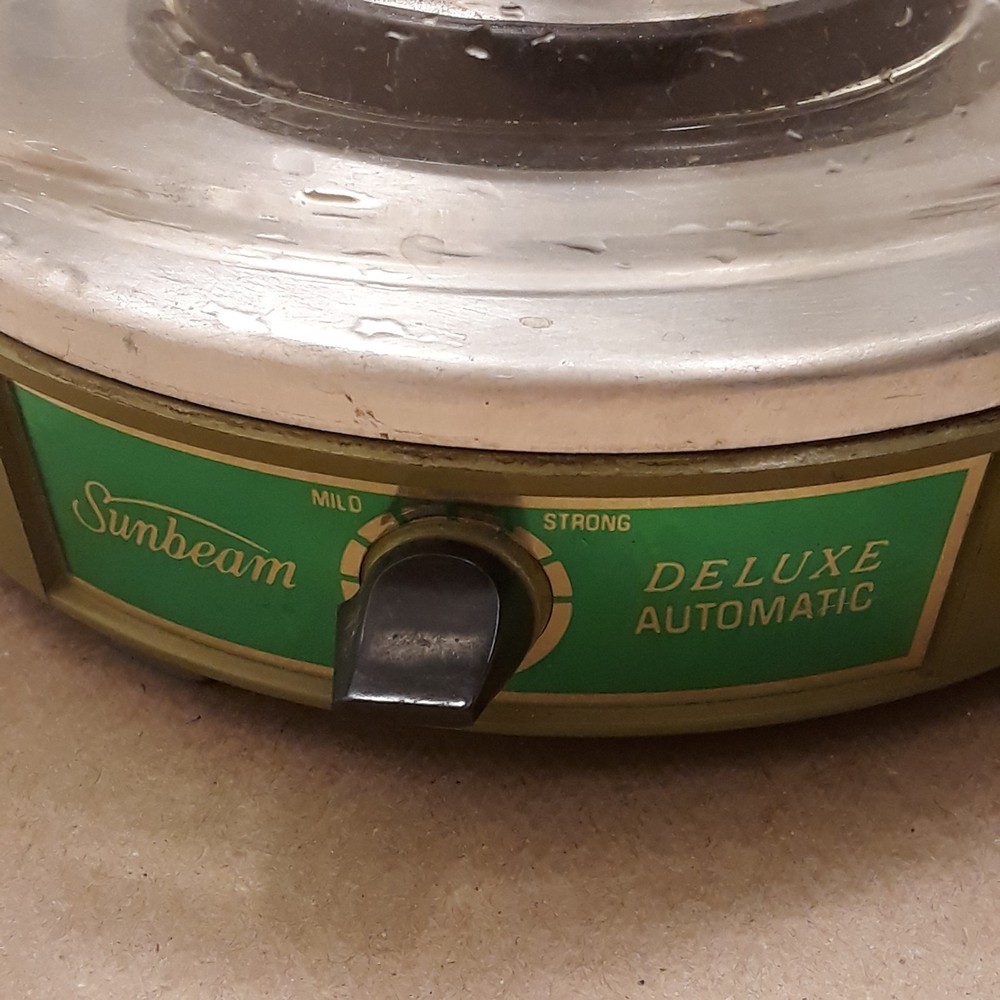 Sunbeam
MILD
STRONG
DELUXE
AUTOMATIC